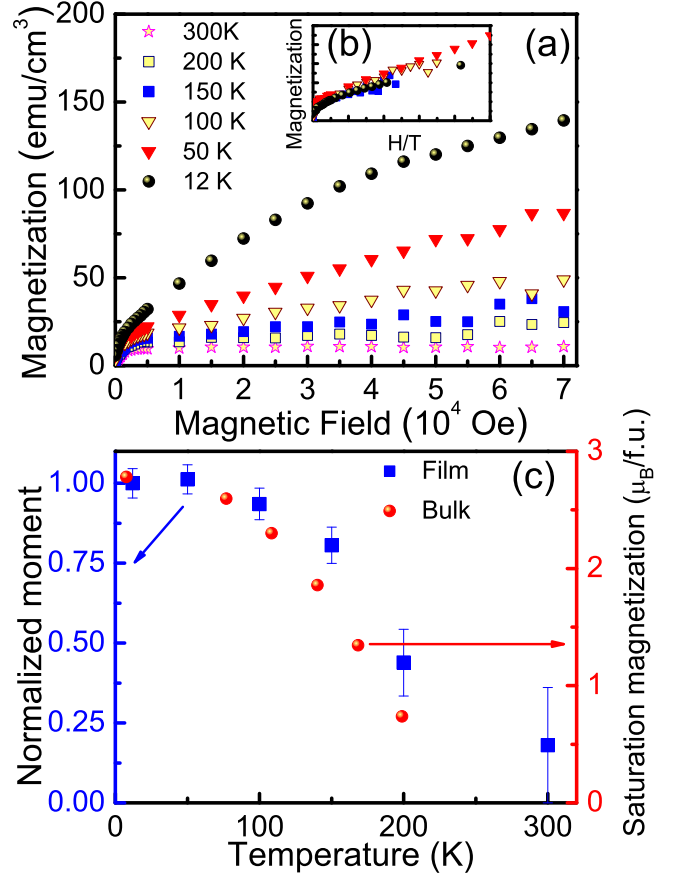 200
150
100
50
0
Magnetization (emu/cm³)
300K
200 K
150 K
100 K
50 K
12 K
(b)
Magnetization
H/T
(a)
0 1 2 3 4 5 6 7
Magnetic Field (10⁴ Oe)
1.00
0.75
0.50
0.25
0.00
Normalized moment
Film
Bulk
(c)
3
2
1
0
Saturation magnetization (μB/f.u.)
0 100 200 300
Temperature (K)